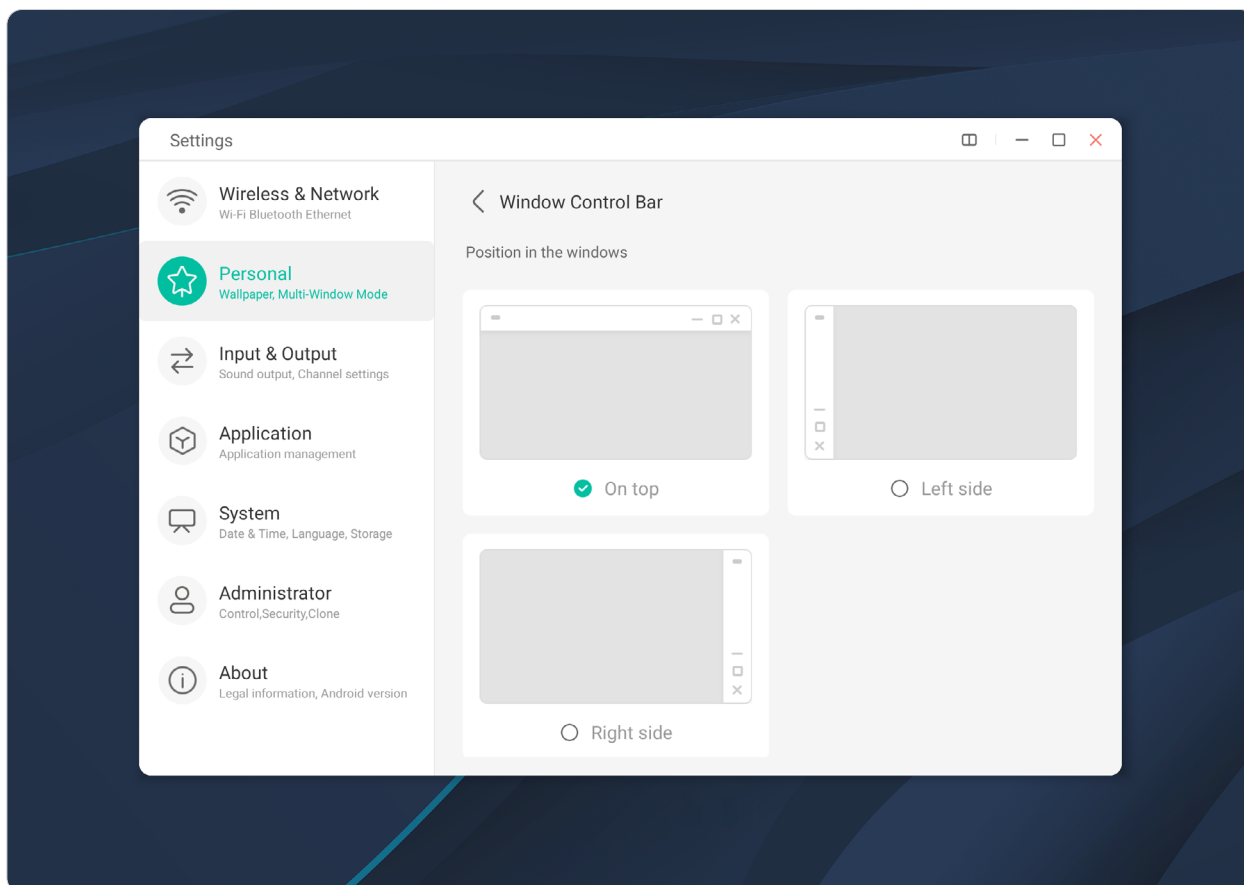 Settings
Wireless & Network
Wi-Fi Bluetooth Ethernet
Personal
Wallpaper, Multi-Window Mode
Input & Output
Sound output, Channel settings
Application
Application management
System
Date & Time, Language, Storage
Administrator
Control,Security,Clone
About
Legal information, Android version
Window Control Bar
Position in the windows
On top
Left side
Right side